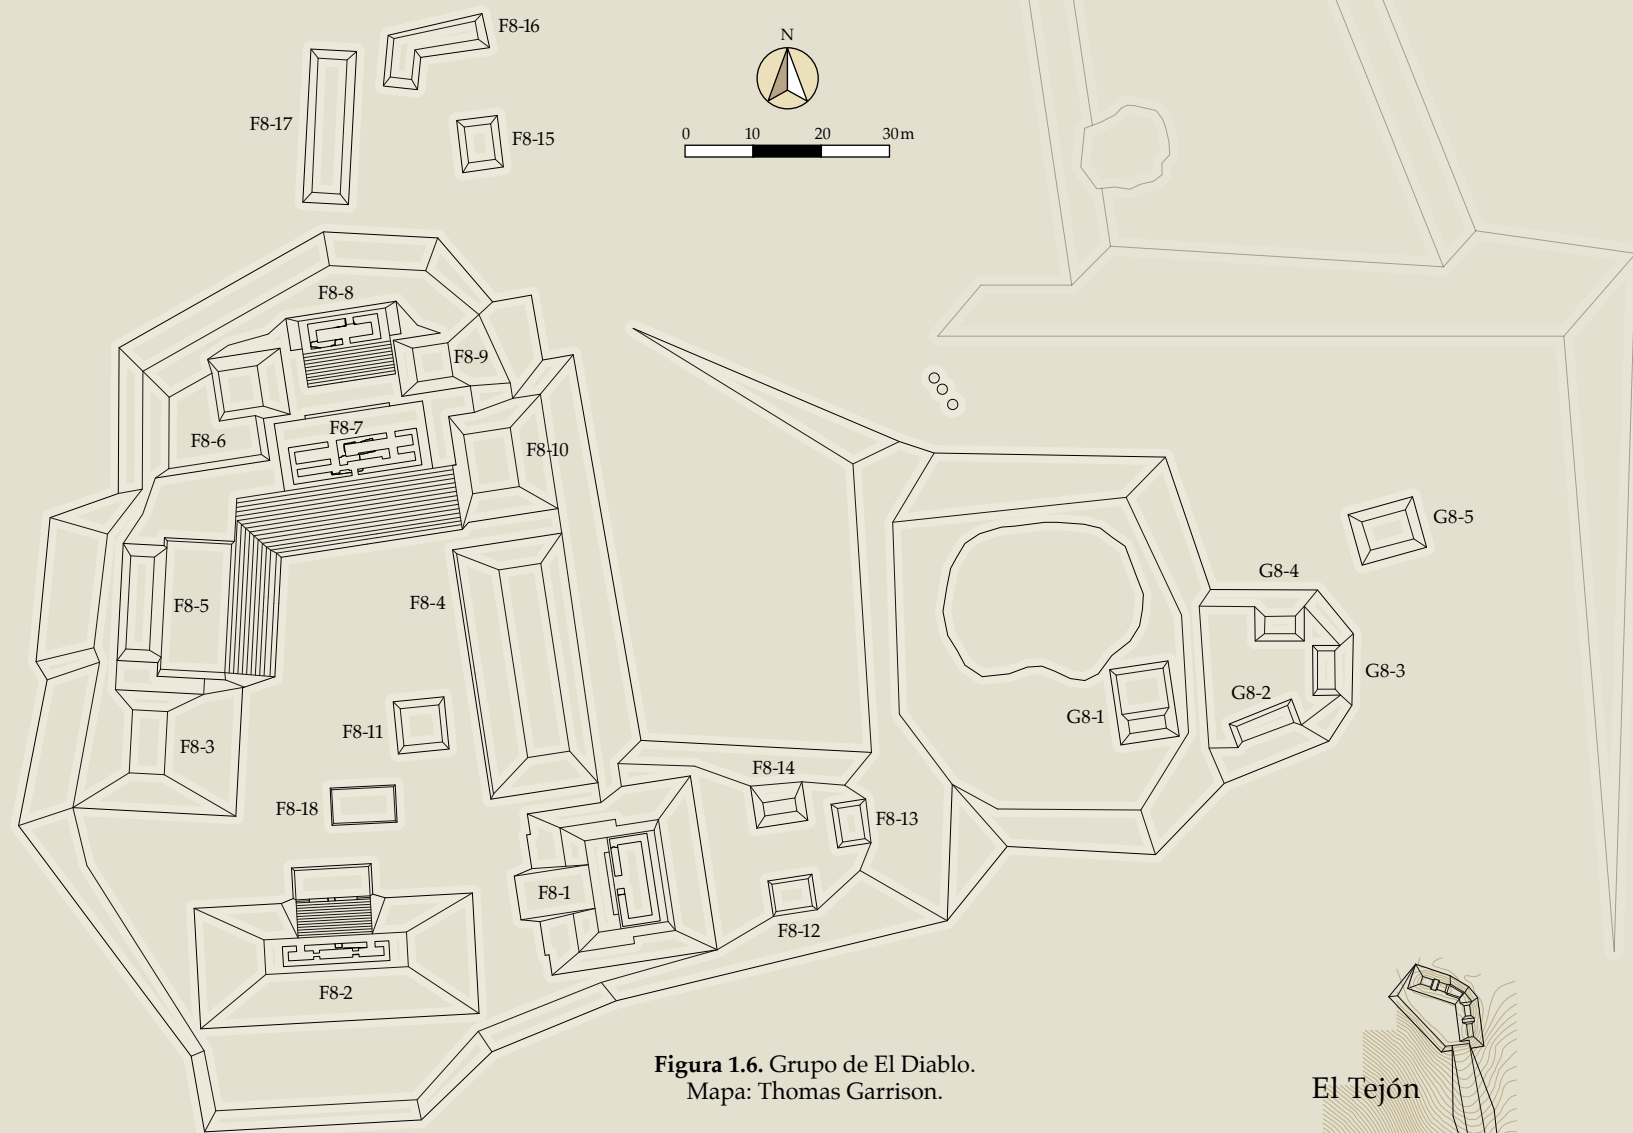 F8-16
N
F8-17
F8-15
0 10 20 30 m
F8-8
F8-9
F8-7
F8-6
F8-10
G8-5
G8-4
F8-5
F8-4
G8-3
G8-2
G8-1
F8-11
F8-3
F8-14
F8-18
F8-13
F8-1
F8-12
F8-2
Figura 1.6. Grupo de El Diablo.
Mapa: Thomas Garrison.
El Tejón